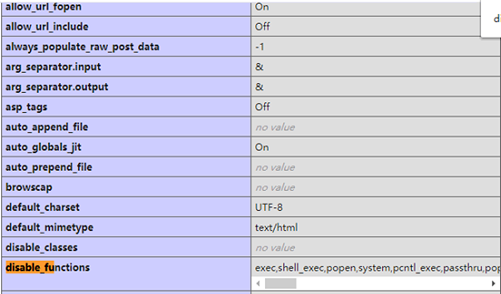 allow_url_fopen On
allow_url_include Off
always_populate_raw_post_data -1
arg_separator.input &
arg_separator.output &
asp_tags Off
auto_append_file no value
auto_globals_jit On
auto_prepend_file no value
browscap no value
default_charset UTF-8
default_mimetype text/html
disable_classes no value
disable_functions exec,shell_exec,popen,system,pcntl_exec,passthru,pop